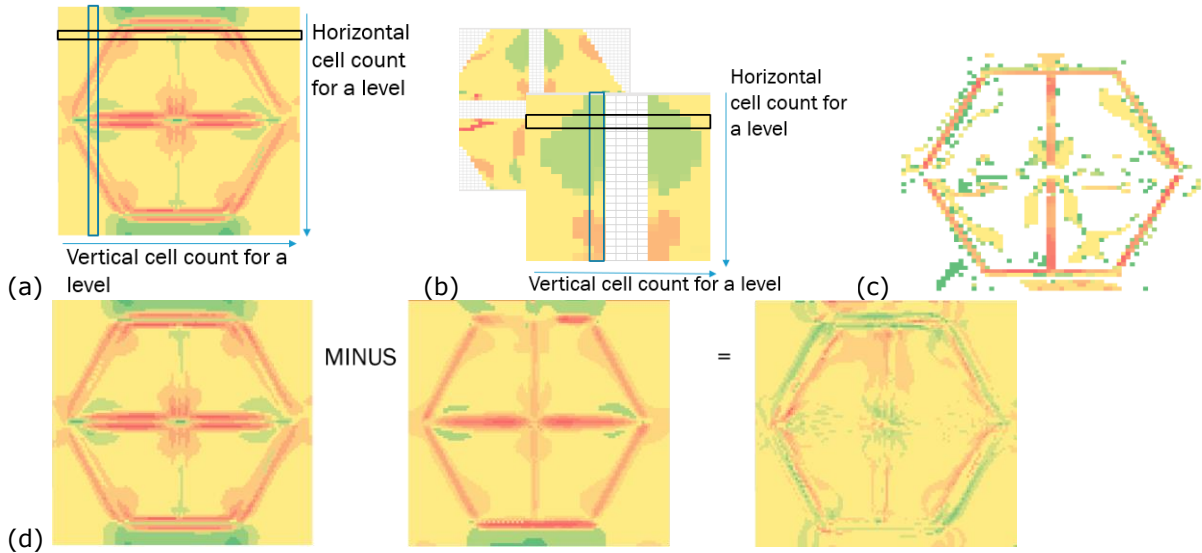 Horizontal
cell count
for a level
Vertical cell count for a
level
(a)
Horizontal
cell count for
a level
Vertical cell count for a level
(b)
(c)
MINUS
=
(d)